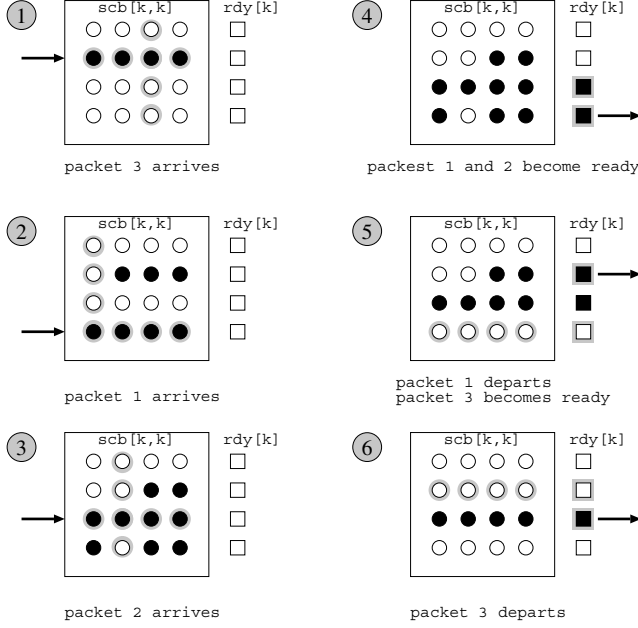 1
scb[k,k] rdy[k]
packet 3 arrives
2
scb[k,k] rdy[k]
packet 1 arrives
3
scb[k,k] rdy[k]
packet 2 arrives
4
scb[k,k] rdy[k]
packest 1 and 2 become ready
5
scb[k,k] rdy[k]
packet 1 departs
packet 3 becomes ready
6
scb[k,k] rdy[k]
packet 3 departs